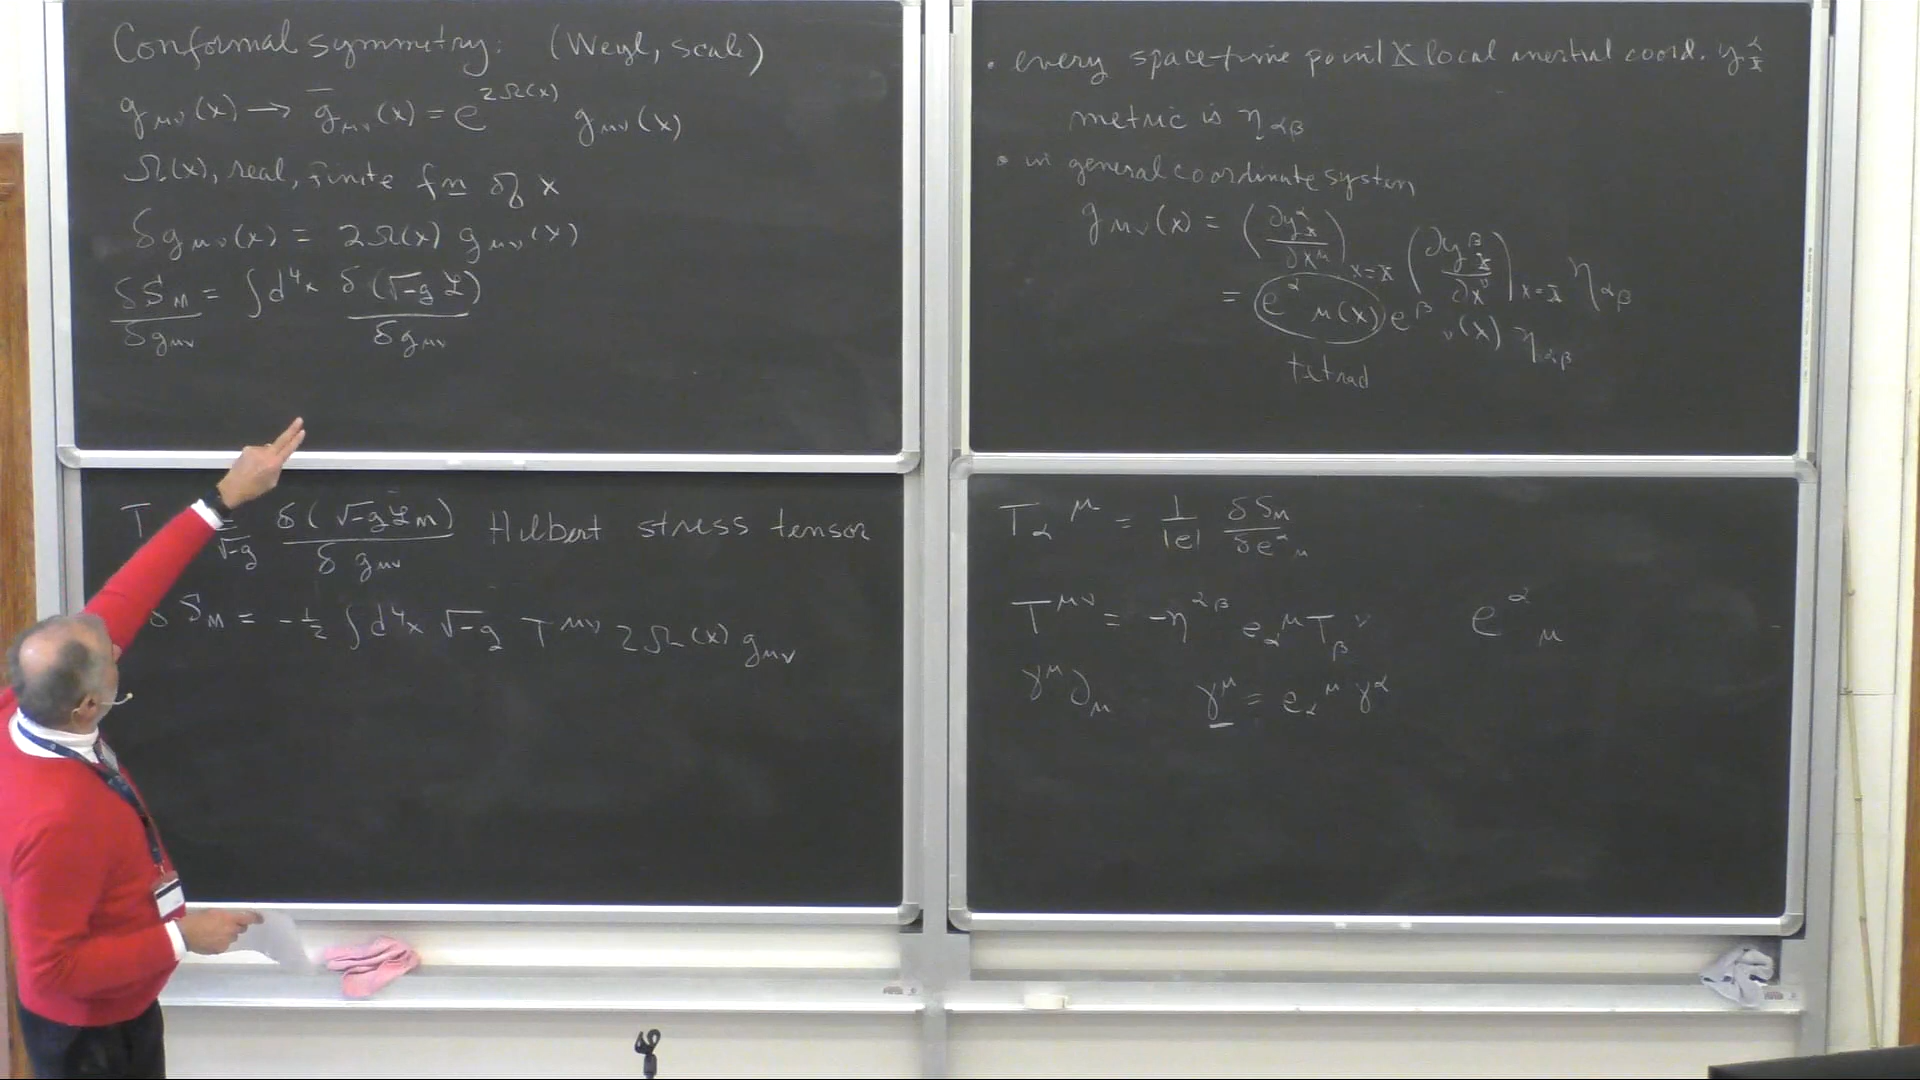 Conformal symmetry: (Weyl, scale)
g_{μν}(x) → \bar{g}_{μν}(x) = e^{2Ω(x)} g_{μν}(x)
Ω(x), real, finite fn of x
δg_{μν}(x) = 2Ω(x) g_{μν}(x)
δS_M / δg_{μν} = ∫d⁴x δ(√-g ℒ) / δg_{μν}
T = / √-g δ(√-g ℒ_M) / δg_{μν} Hilbert stress tensor
δS_M = -½ ∫d⁴x √-g T^{μν} 2Ω(x) g_{μν}
• every space-time point X local inertial coord. y^α_X
metric is η_{αβ}
• in general coordinate system
g_{μν}(x) = (∂y^α_X / ∂x^μ)_{x=X} (∂y^β_X / ∂x^ν)_{x=X} η_{αβ}
= e^α_μ(x) e^β_ν(x) η_{αβ}
tetrad
T_α^μ = 1/|e| δS_M / δe^α_μ
T^{μν} = -η^{αβ} e_α^μ T_β^ν e^α_μ
γ^μ ∂_μ γ^μ = e_α^μ γ^α